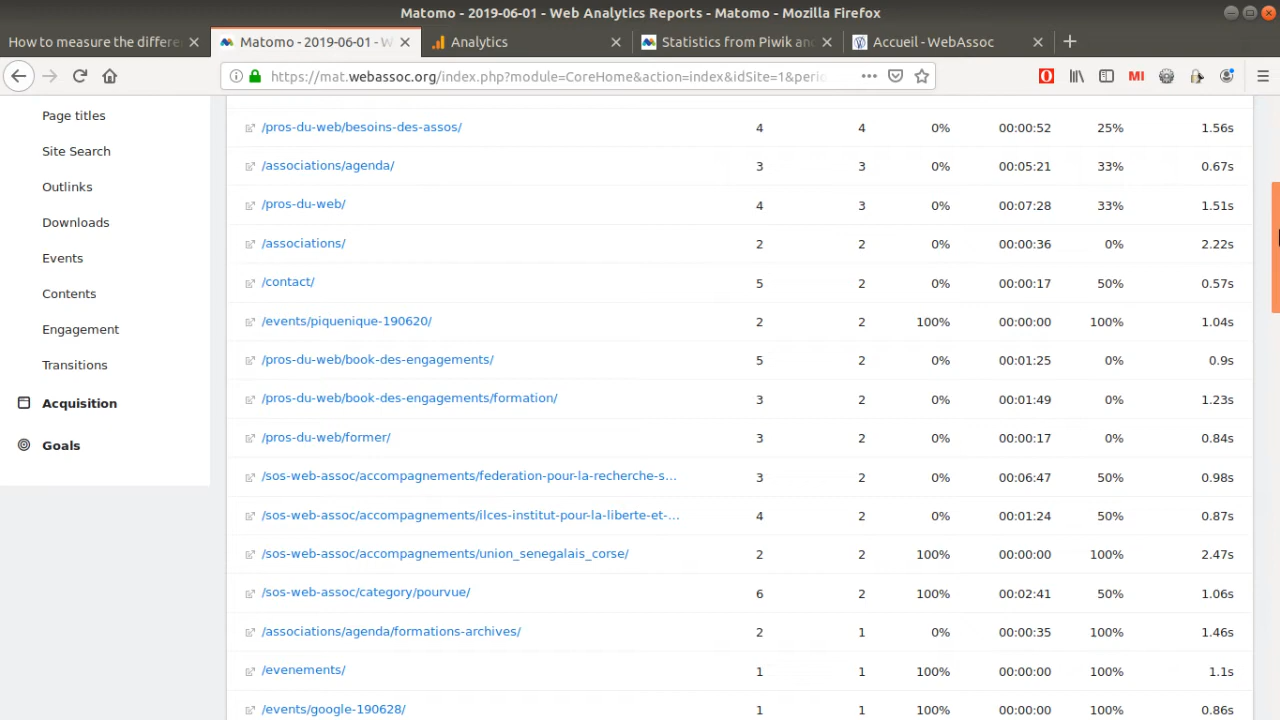 Matomo - 2019-06-01 - Web Analytics Reports - Matomo - Mozilla Firefox
How to measure the differe
Matomo - 2019-06-01 - W
Analytics
Statistics from Piwik an
Accueil - WebAssoc
https://mat.webassoc.org/index.php?module=CoreHome&action=index&idSite=1&perio
MI
Page titles
Site Search
Outlinks
Downloads
Events
Contents
Engagement
Transitions
Acquisition
Goals
/pros-du-web/besoins-des-assos/ 4 4 0% 00:00:52 25% 1.56s
/associations/agenda/ 3 3 0% 00:05:21 33% 0.67s
/pros-du-web/ 4 3 0% 00:07:28 33% 1.51s
/associations/ 2 2 0% 00:00:36 0% 2.22s
/contact/ 5 2 0% 00:00:17 50% 0.57s
/events/piquenique-190620/ 2 2 100% 00:00:00 100% 1.04s
/pros-du-web/book-des-engagements/ 5 2 0% 00:01:25 0% 0.9s
/pros-du-web/book-des-engagements/formation/ 3 2 0% 00:01:49 0% 1.23s
/pros-du-web/former/ 3 2 0% 00:00:17 0% 0.84s
/sos-web-assoc/accompagnements/federation-pour-la-recherche-s... 3 2 0% 00:06:47 50% 0.98s
/sos-web-assoc/accompagnements/ilces-institut-pour-la-liberte-et-... 4 2 0% 00:01:24 50% 0.87s
/sos-web-assoc/accompagnements/union_senegalais_corse/ 2 2 100% 00:00:00 100% 2.47s
/sos-web-assoc/category/pourvue/ 6 2 100% 00:02:41 50% 1.06s
/associations/agenda/formations-archives/ 2 1 0% 00:00:35 100% 1.46s
/evenements/ 1 1 100% 00:00:00 100% 1.1s
/events/google-190628/ 1 1 100% 00:00:00 100% 0.86s